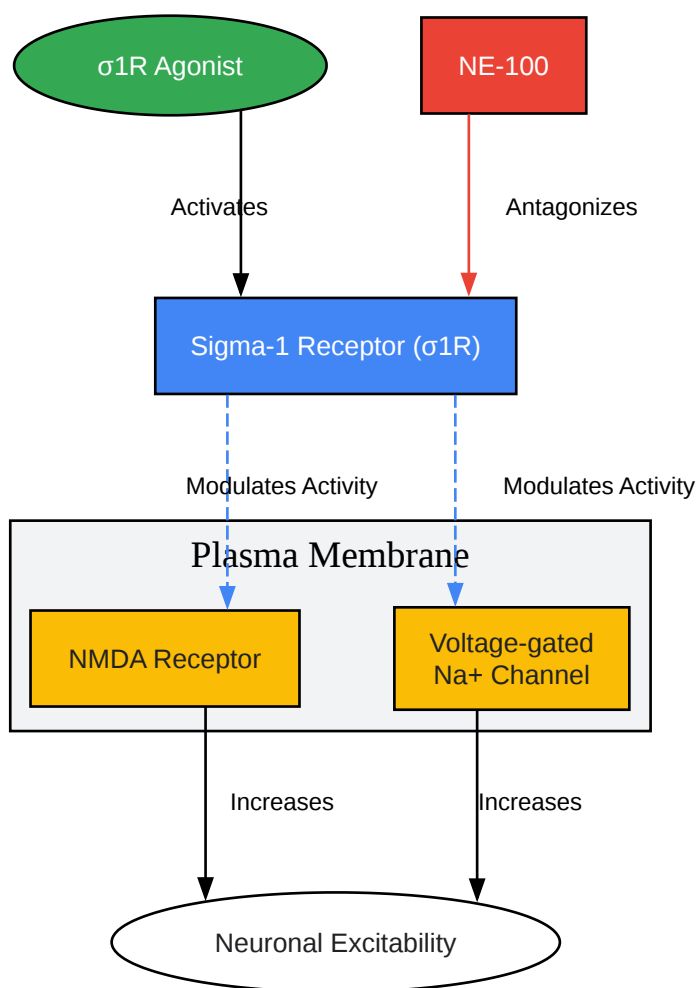 σ1R Agonist
NE-100
Activates
Antagonizes
Sigma-1 Receptor (σ1R)
Modulates Activity
Modulates Activity
Plasma Membrane
NMDA Receptor
Voltage-gated
Na+ Channel
Increases
Increases
Neuronal Excitability